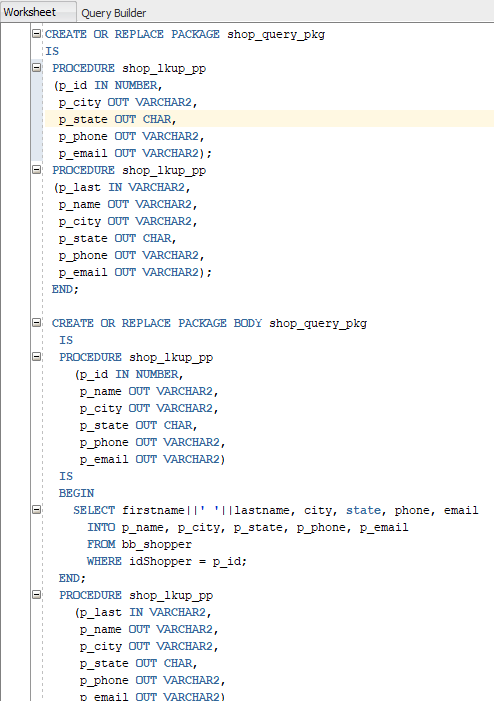 Worksheet Query Builder
CREATE OR REPLACE PACKAGE shop_query_pkg
IS
PROCEDURE shop_lkup_pp
(p_id IN NUMBER,
p_city OUT VARCHAR2,
p_state OUT CHAR,
p_phone OUT VARCHAR2,
p_email OUT VARCHAR2);
PROCEDURE shop_lkup_pp
(p_last IN VARCHAR2,
p_name OUT VARCHAR2,
p_city OUT VARCHAR2,
p_state OUT CHAR,
p_phone OUT VARCHAR2,
p_email OUT VARCHAR2);
END;
CREATE OR REPLACE PACKAGE BODY shop_query_pkg
IS
PROCEDURE shop_lkup_pp
(p_id IN NUMBER,
p_name OUT VARCHAR2,
p_city OUT VARCHAR2,
p_state OUT CHAR,
p_phone OUT VARCHAR2,
p_email OUT VARCHAR2)
IS
BEGIN
SELECT firstname||' '||lastname, city, state, phone, email
INTO p_name, p_city, p_state, p_phone, p_email
FROM bb_shopper
WHERE idShopper = p_id;
END;
PROCEDURE shop_lkup_pp
(p_last IN VARCHAR2,
p_name OUT VARCHAR2,
p_city OUT VARCHAR2,
p_state OUT CHAR,
p_phone OUT VARCHAR2,
p_email OUT VARCHAR2)